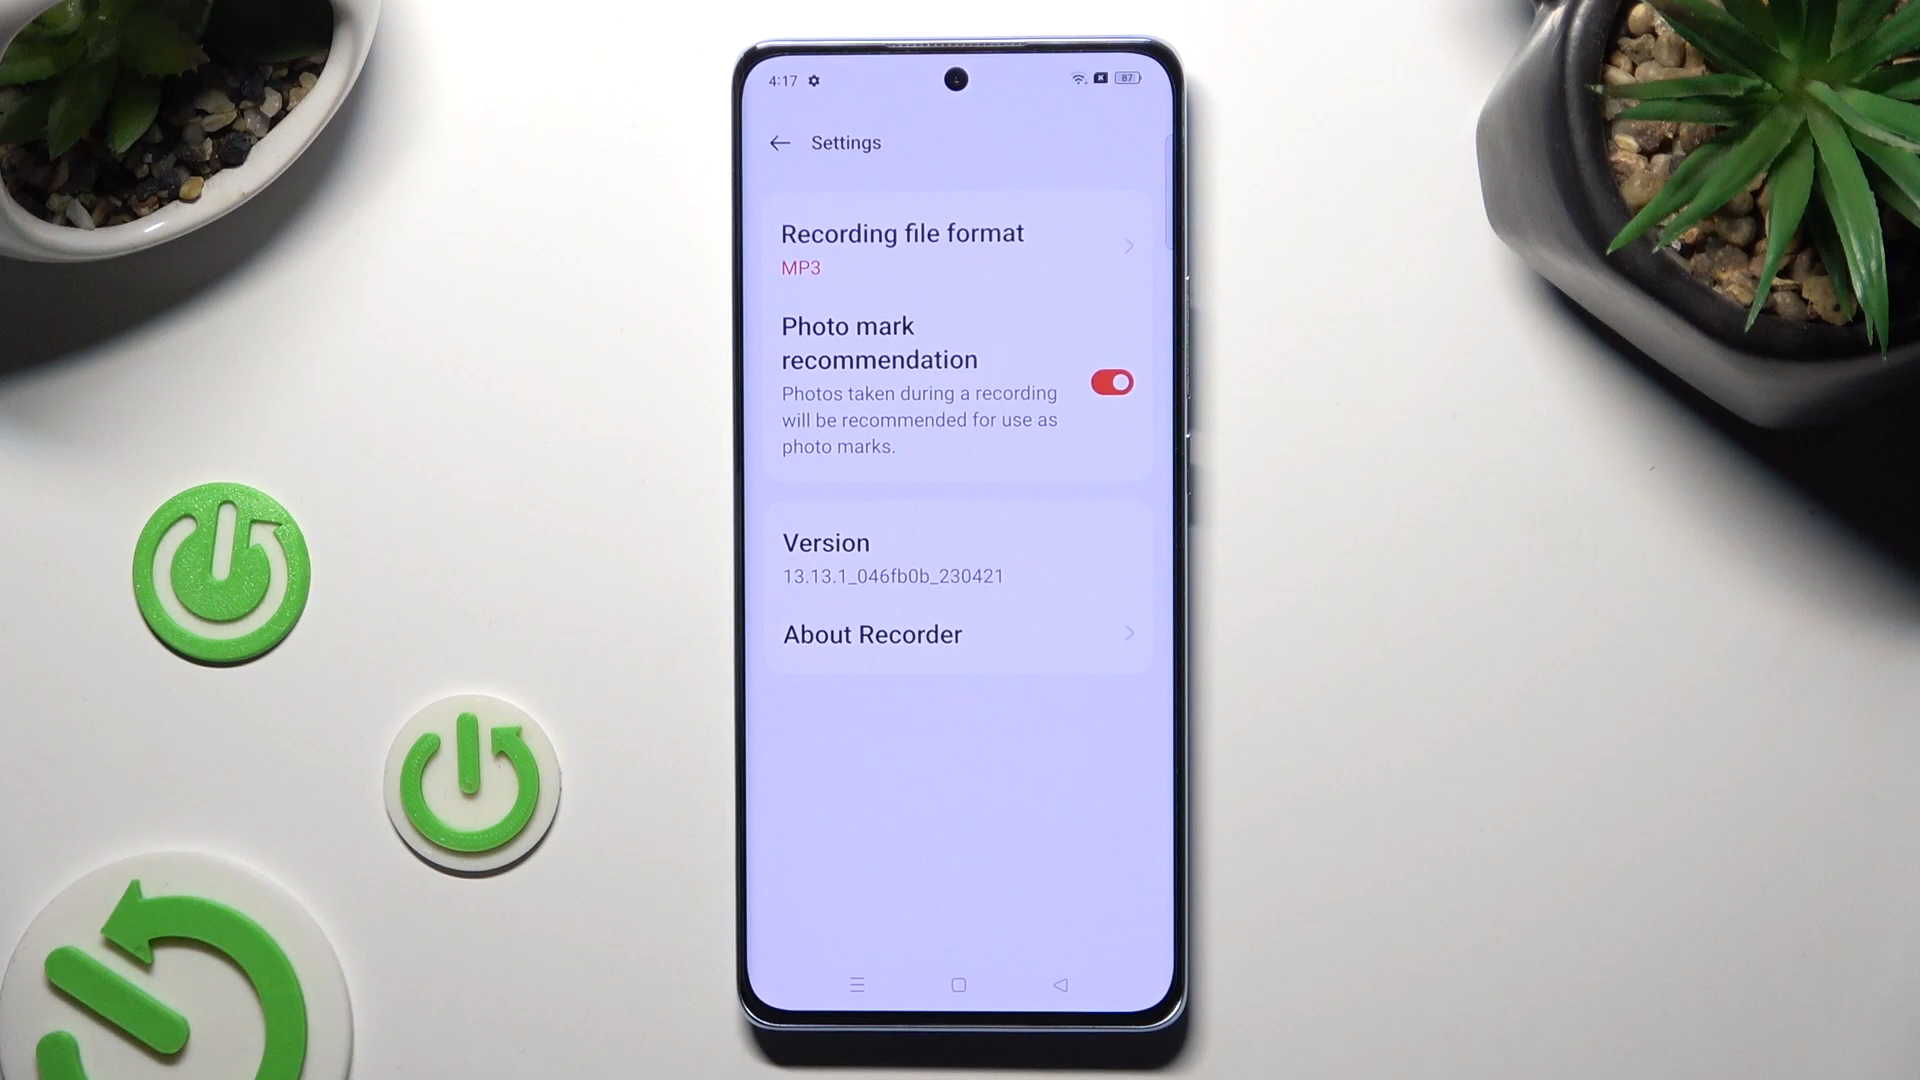 4:17
87
Settings
Recording file format
MP3
Photo mark
recommendation
Photos taken during a recording
will be recommended for use as
photo marks.
Version
13.13.1_046fb0b_230421
About Recorder